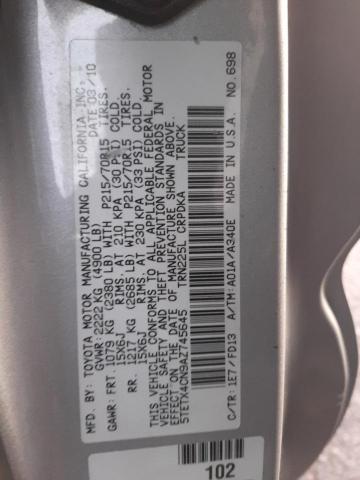 TOYOTA MOTOR MANUFACTURING CALIFORNIA, INC.
GVWR: 2222 KG (4900 LB) DATE 03/10
GAWR: FRT. 1079 KG (2380 LB) WITH P215/70R15 TIRES.
15X6J RIMS. AT 210 KPA (30 PSI) COLD.
RR. 1217 KG (2685 LB) WITH P215/70R15 TIRES.
15X6J RIMS. AT 230 KPA (33 PSI) COLD.
THIS VEHICLE CONFORMS TO ALL APPLICABLE FEDERAL MOTOR
VEHICLE SAFETY AND THEFT PREVENTION STANDARDS IN
EFFECT ON THE DATE OF MANUFACTURE SHOWN ABOVE.
5TETX4CN9AZ745645 TRUCK
TRN225L CRPDKA
C/TR: 1E7/FD13 A/TM: A01A/A340E MADE IN U.S.A. NO.698
102